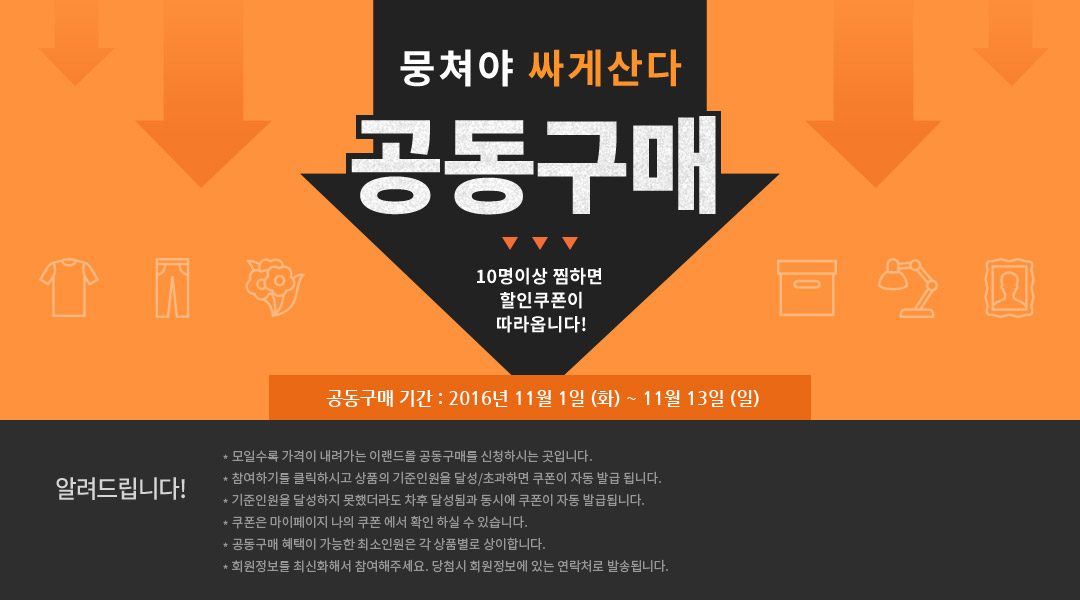 뭉쳐야 싸게산다
공동구매
10명이상 찜하면
할인쿠폰이
따라옵니다!
공동구매 기간 : 2016년 11월 1일 (화) ~ 11월 13일 (일)
알려드립니다!
* 모일수록 가격이 내려가는 이랜드몰 공동구매를 신청하시는 곳입니다.
* 참여하기를 클릭하시고 상품의 기준인원을 달성/초과하면 쿠폰이 자동 발급 됩니다.
* 기준인원을 달성하지 못했더라도 차후 달성됨과 동시에 쿠폰이 자동 발급됩니다.
* 쿠폰은 마이페이지 나의 쿠폰 에서 확인 하실 수 있습니다.
* 공동구매 혜택이 가능한 최소인원은 각 상품별로 상이합니다.
* 회원정보를 최신화해서 참여해주세요. 당첨시 회원정보에 있는 연락처로 발송됩니다.